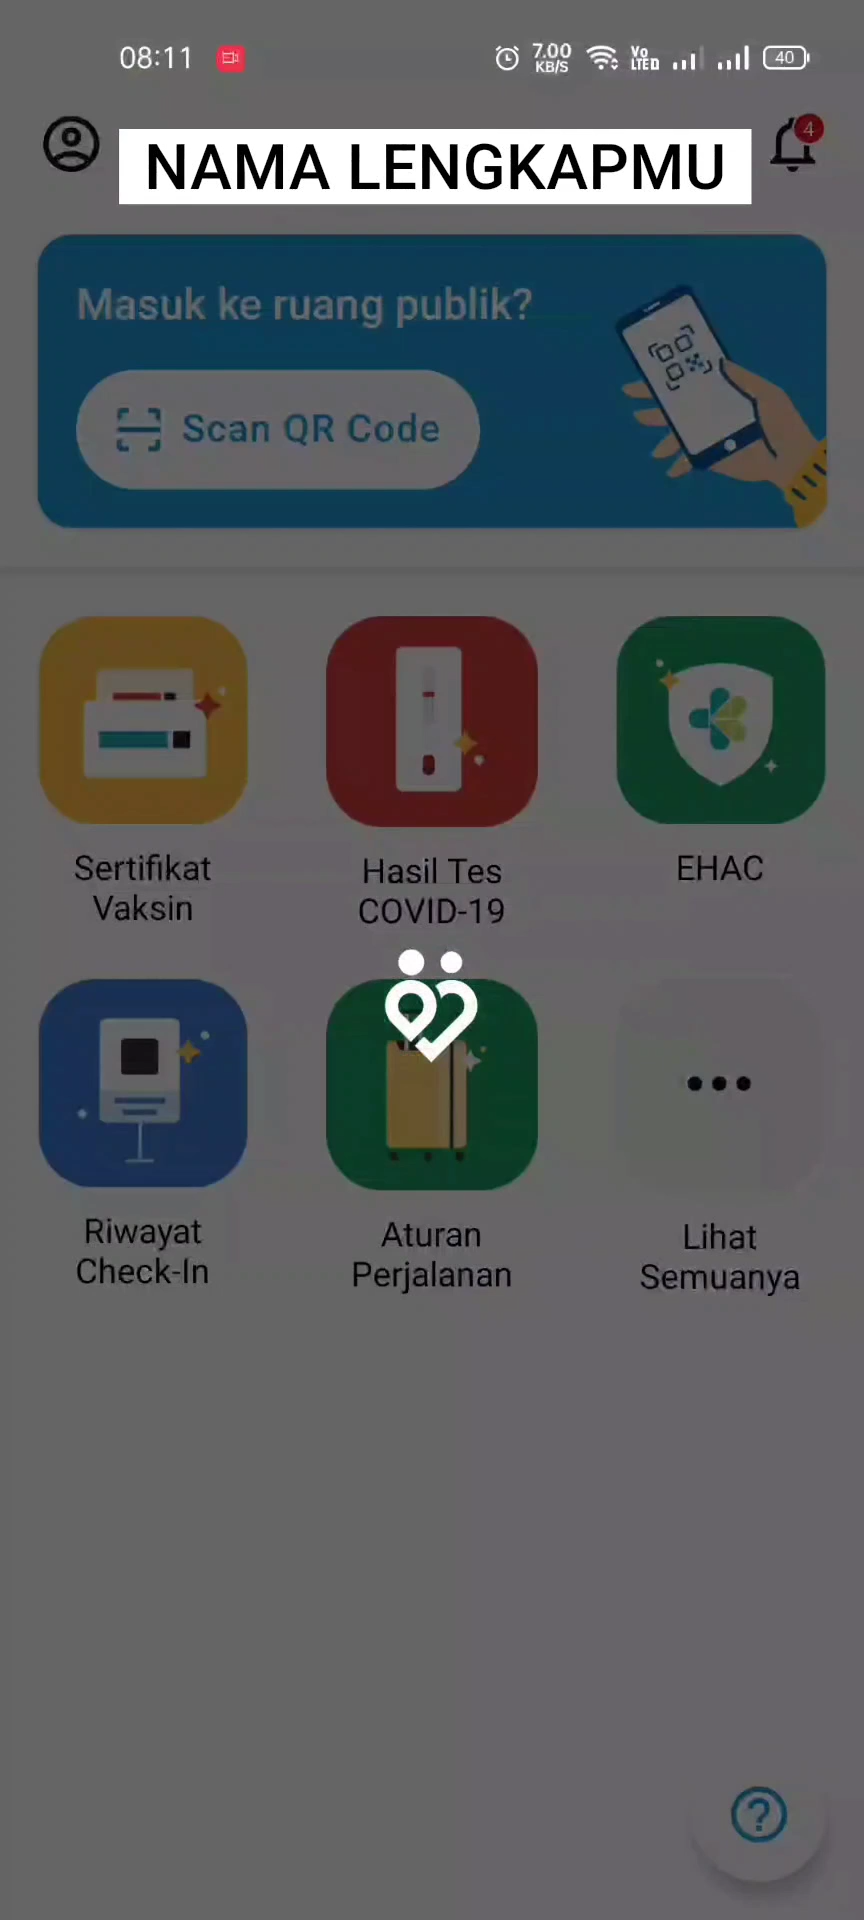 08:11
7.00
KB/S
Vo
LTED
40
NAMA LENGKAPMU
4
Masuk ke ruang publik?
Scan QR Code
Sertifikat
Vaksin
Hasil Tes
COVID-19
EHAC
Riwayat
Check-In
Aturan
Perjalanan
Lihat
Semuanya